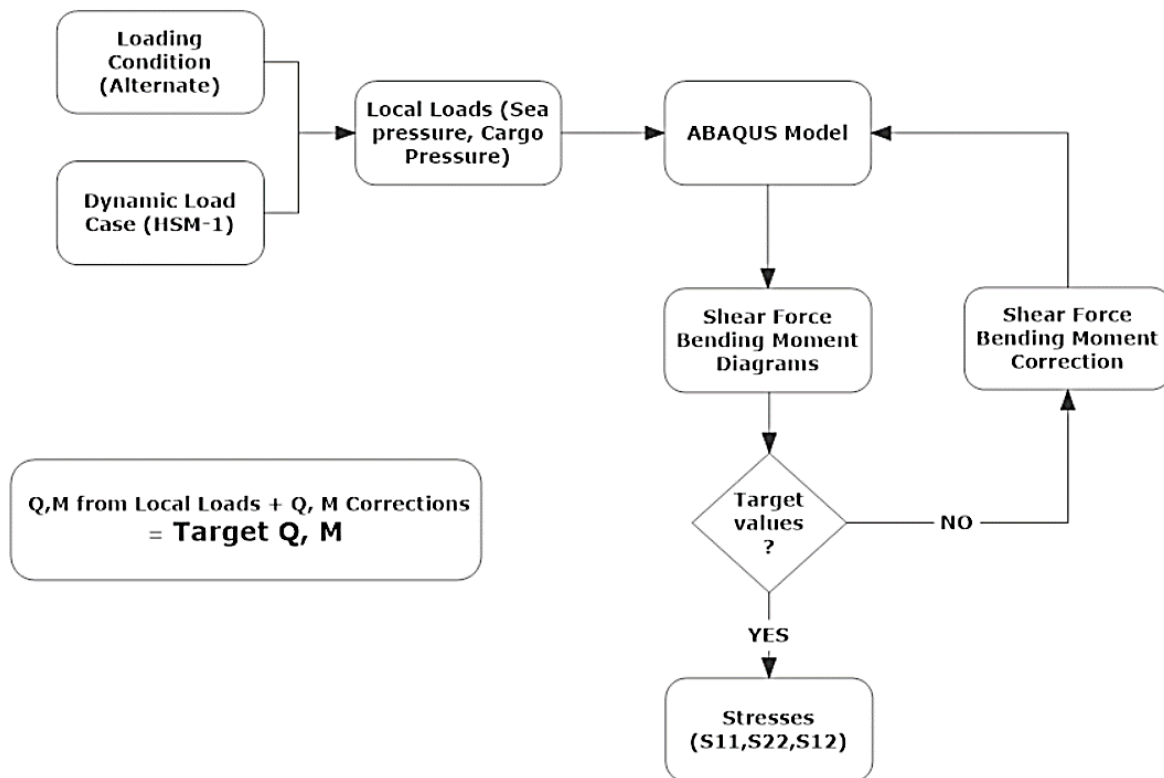 Loading
Condition
(Alternate)
Dynamic Load
Case (HSM-1)
Local Loads (Sea
pressure, Cargo
Pressure)
ABAQUS Model
Shear Force
Bending Moment
Diagrams
Shear Force
Bending Moment
Correction
Target
values
?
NO
YES
Stresses
(S11,S22,S12)
Q,M from Local Loads + Q, M Corrections
= Target Q, M